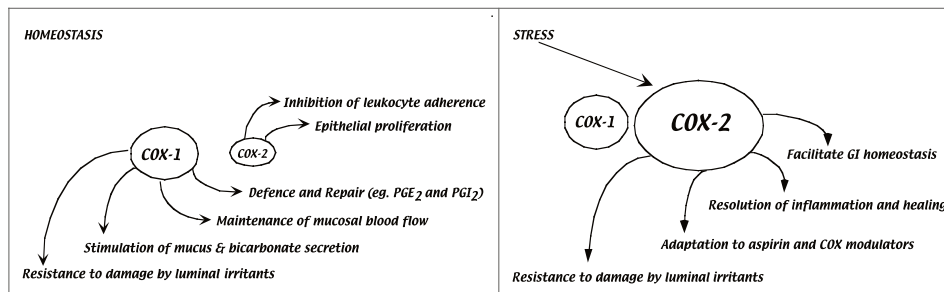 HOMEOSTASIS
Inhibition of leukocyte adherence
Epithelial proliferation
COX-1
COX-2
Defence and Repair (eg. PGE2 and PGI2)
Maintenance of mucosal blood flow
Stimulation of mucus & bicarbonate secretion
Resistance to damage by luminal irritants
STRESS
COX-1
COX-2
Facilitate GI homeostasis
Resolution of inflammation and healing
Adaptation to aspirin and COX modulators
Resistance to damage by luminal irritants